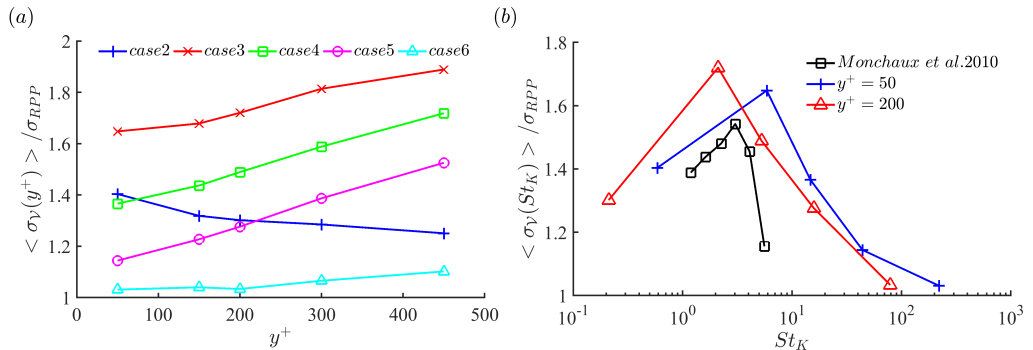 (a)
2
1.8
1.6
1.4
1.2
1
0 100 200 300 400 500
y⁺
< σ_𝒱(y⁺) > /σ_RPP
case2 case3 case4 case5 case6
(b)
1.8
1.6
1.4
1.2
1
10⁻¹ 10⁰ 10¹ 10² 10³
St_K
< σ_𝒱(St_K) > /σ_RPP
Monchaux et al.2010
y⁺ = 50
y⁺ = 200